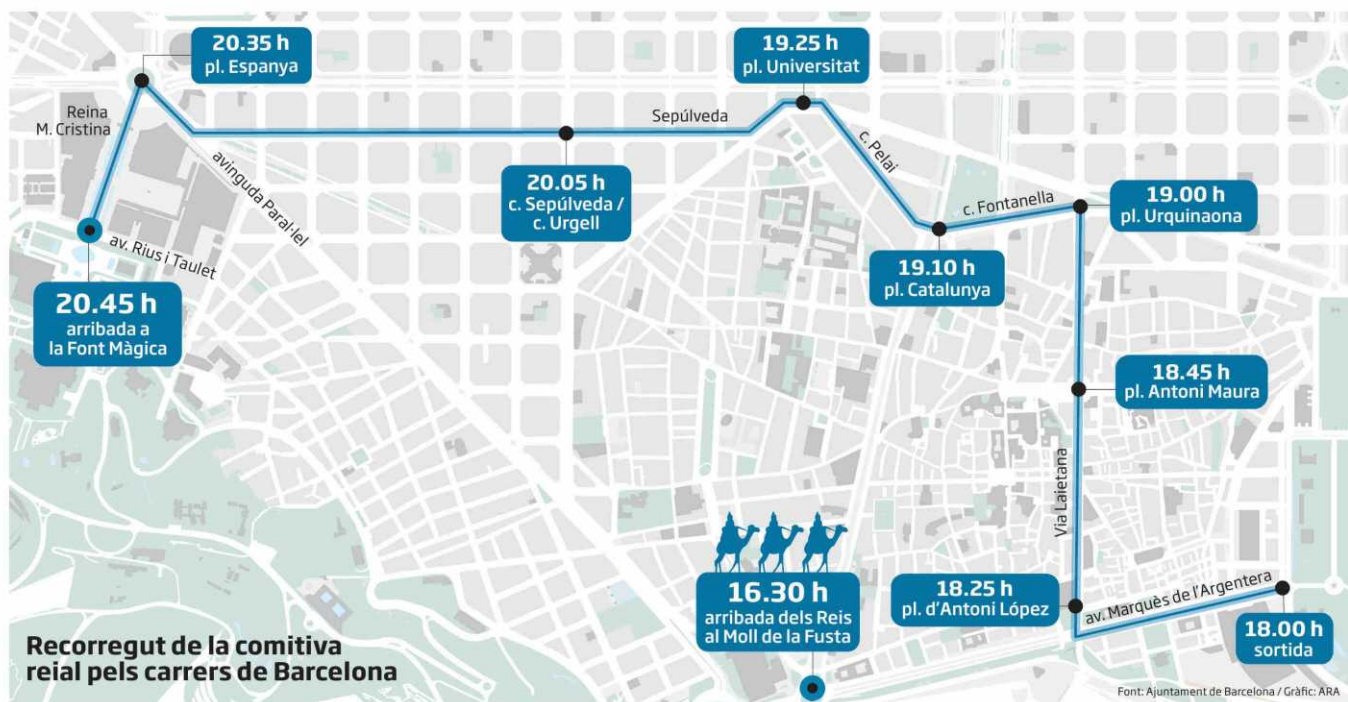 20.35 h
pl. Espanya
19.25 h
pl. Universitat
Reina
M. Cristina
Sepúlveda
c. Pelai
avinguda Paral·lel
20.05 h
c. Sepúlveda /
c. Urgell
c. Fontanella
19.00 h
pl. Urquinaona
av. Rius i Taulet
19.10 h
pl. Catalunya
20.45 h
arribada a
la Font Màgica
18.45 h
pl. Antoni Maura
Via Laietana
16.30 h
arribada dels Reis
al Moll de la Fusta
18.25 h
pl. d'Antoni López
av. Marquès de l'Argentera
18.00 h
sortida
Recorregut de la comitiva
reial pels carrers de Barcelona
Font: Ajuntament de Barcelona / Gràfic: ARA